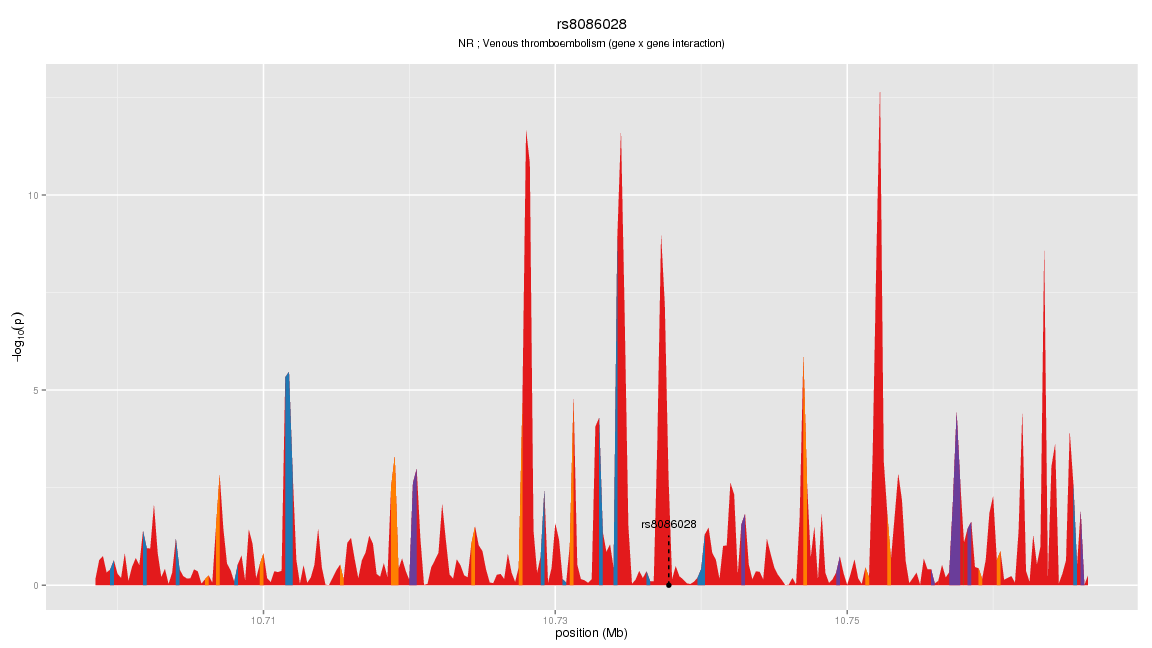 rs8086028
NR ; Venous thromboembolism (gene x gene interaction)
−log10(p)
10
5
0
rs8086028
10.71
10.73
10.75
position (Mb)